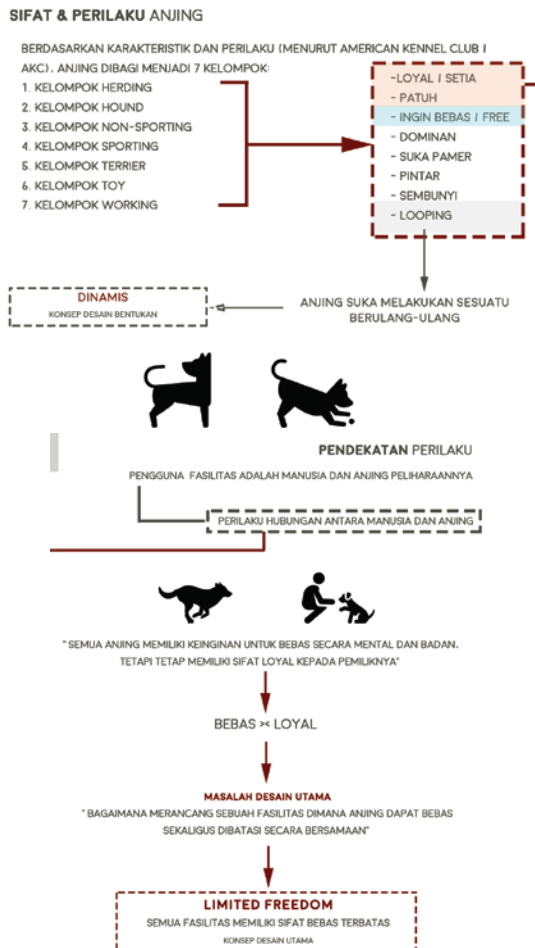 SIFAT & PERILAKU ANJING
BERDASARKAN KARAKTERISTIK DAN PERILAKU (MENURUT AMERICAN KENNEL CLUB /
AKC), ANJING DIBAGI MENJADI 7 KELOMPOK:
1. KELOMPOK HERDING
2. KELOMPOK HOUND
3. KELOMPOK NON-SPORTING
4. KELOMPOK SPORTING
5. KELOMPOK TERRIER
6. KELOMPOK TOY
7. KELOMPOK WORKING
-LOYAL / SETIA
- PATUH
- INGIN BEBAS / FREE
- DOMINAN
- SUKA PAMER
- PINTAR
- SEMBUNYI
- LOOPING
ANJING SUKA MELAKUKAN SESUATU
BERULANG-ULANG
DINAMIS
KONSEP DESAIN BENTUKAN
PENDEKATAN PERILAKU
PENGGUNA FASILITAS ADALAH MANUSIA DAN ANJING PELIHARAANNYA
PERILAKU HUBUNGAN ANTARA MANUSIA DAN ANJING
"SEMUA ANJING MEMILIKI KEINGINAN UNTUK BEBAS SECARA MENTAL DAN BADAN,
TETAPI TETAP MEMILIKI SIFAT LOYAL KEPADA PEMILIKNYA"
BEBAS >< LOYAL
MASALAH DESAIN UTAMA
"BAGAIMANA MERANCANG SEBUAH FASILITAS DIMANA ANJING DAPAT BEBAS
SEKALIGUS DIBATASI SECARA BERSAMAAN"
LIMITED FREEDOM
SEMUA FASILITAS MEMILIKI SIFAT BEBAS TERBATAS
KONSEP DESAIN UTAMA